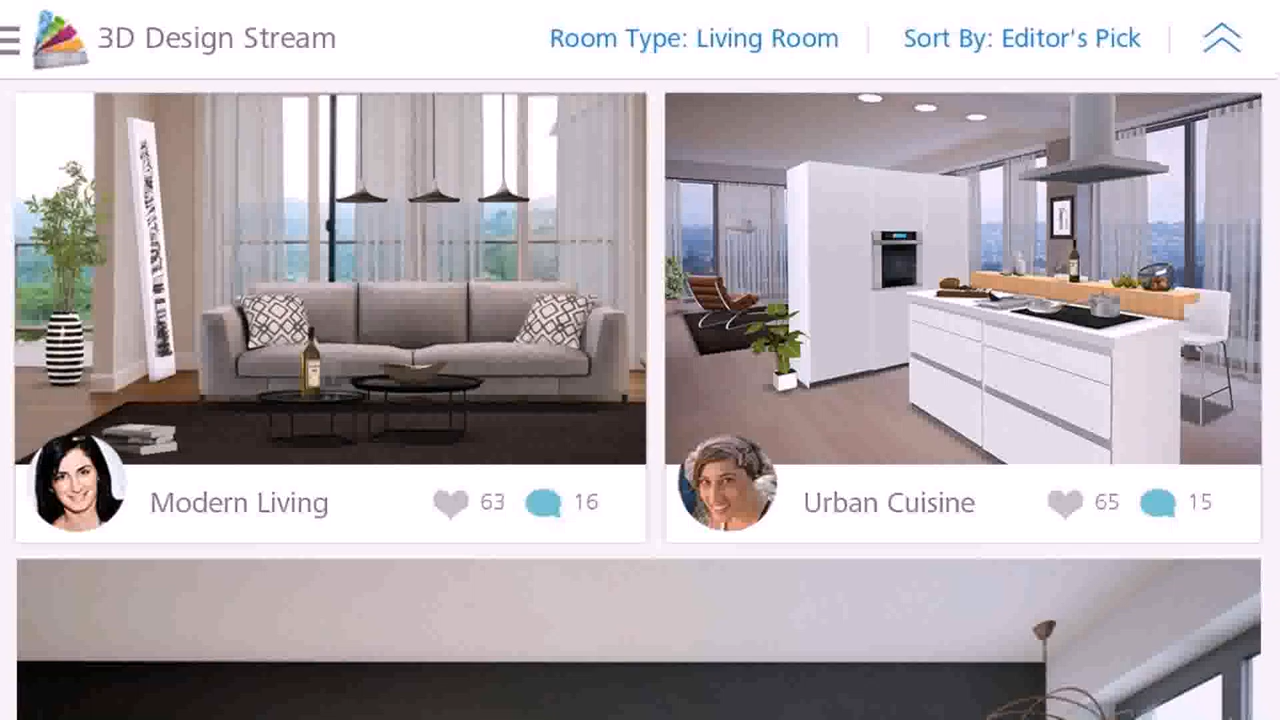 3D Design Stream
Room Type: Living Room
Sort By: Editor's Pick
Modern Living
63
16
Urban Cuisine
65
15